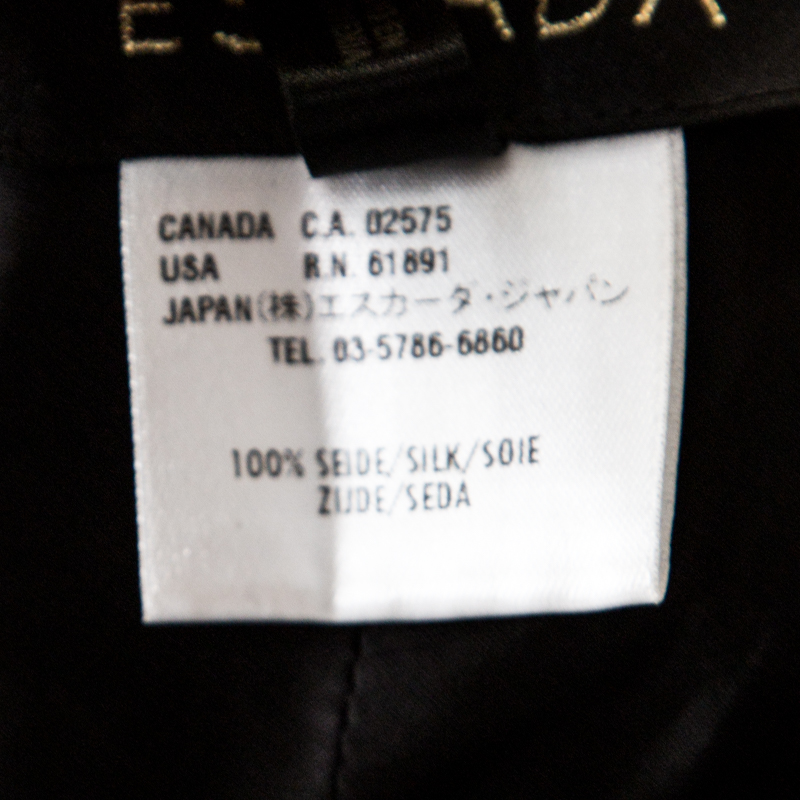 ESCADA
CANADA C.A. 02575
USA R.N. 61891
JAPAN(株)エスカーダ・ジャパン
TEL. 03-5786-6860
100% SEIDE/SILK/SOIE
ZIJDE/SEDA